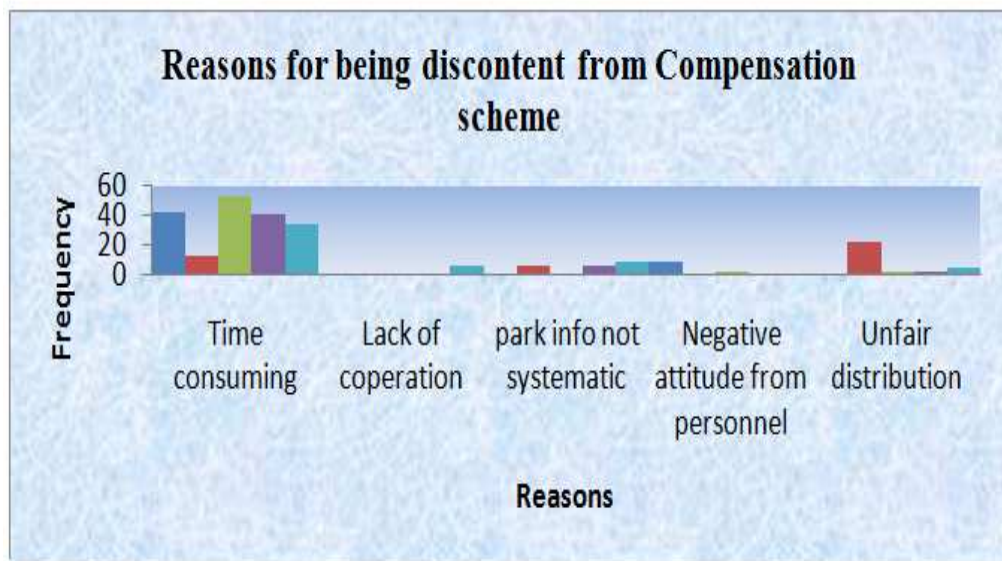 Reasons for being discontent from Compensation
scheme
Frequency
60
40
20
0
Time
consuming
Lack of
coperation
park info not
systematic
Negative
attitude from
personnel
Unfair
distribution
Reasons